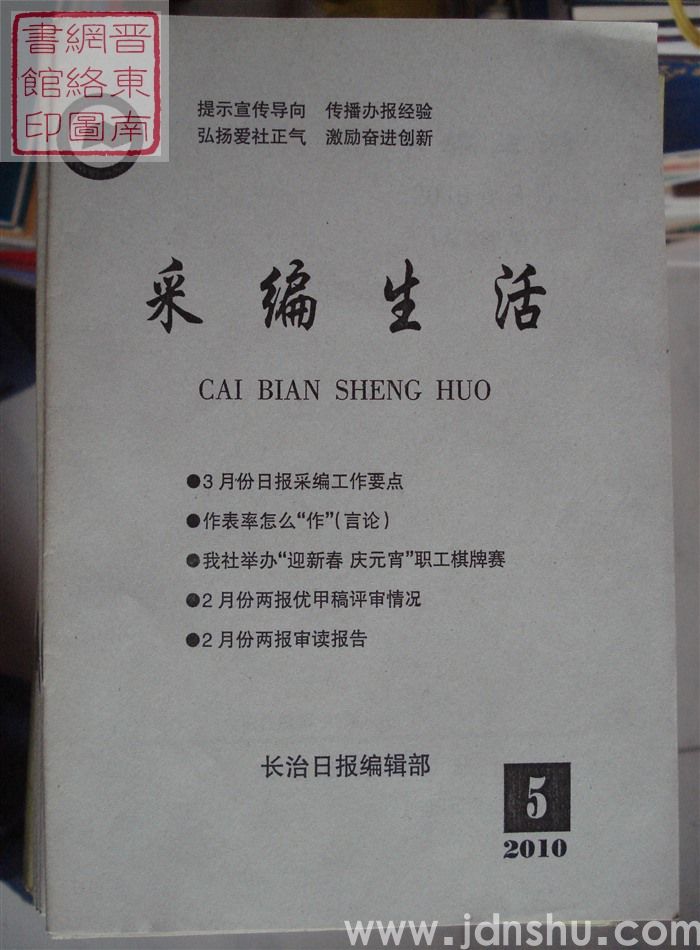 晋東南
網絡圖
書館印
提示宣传导向 传播办报经验
弘扬爱社正气 激励奋进创新
采编生活
CAI BIAN SHENG HUO
●3月份日报采编工作要点
●作表率怎么“作”(言论)
●我社举办“迎新春 庆元宵”职工棋牌赛
●2月份两报优甲稿评审情况
●2月份两报审读报告
长治日报编辑部
5
2010
www.jdnshu.com